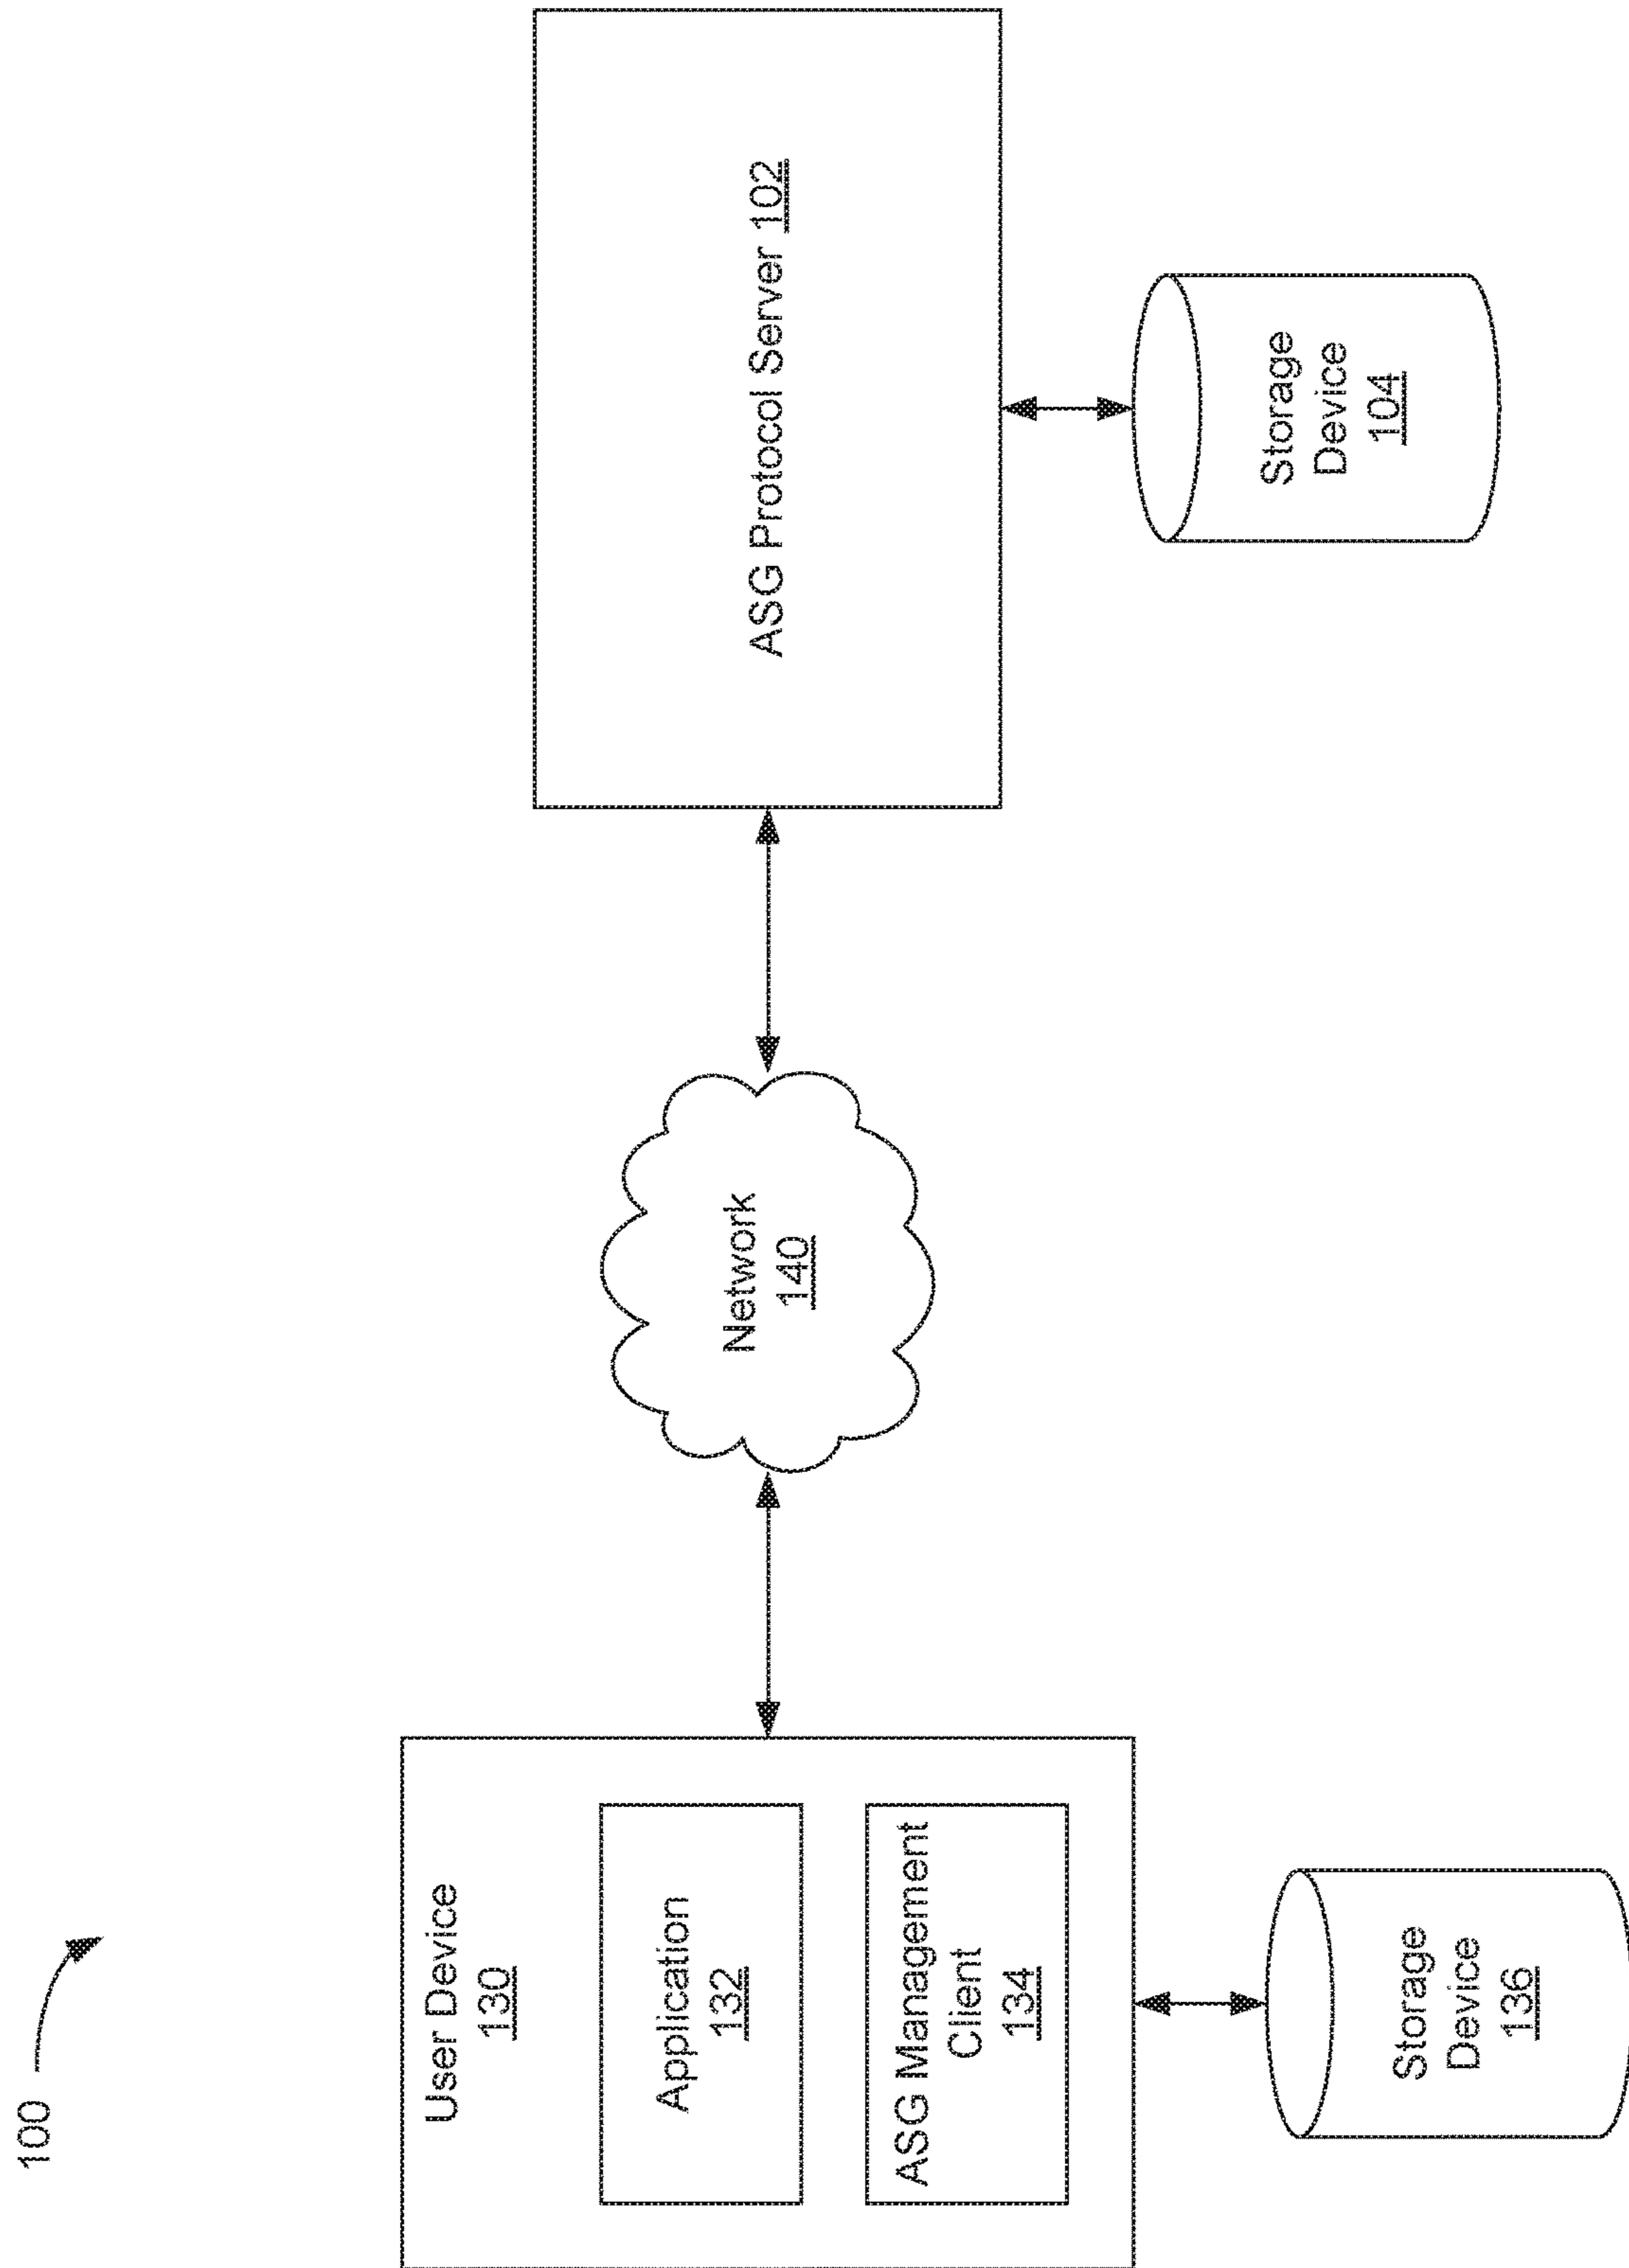 100
User Device
130
Application
132
ASG Management
Client
134
Storage
Device
136
Network
140
ASG Protocol Server 102
Storage
Device
104